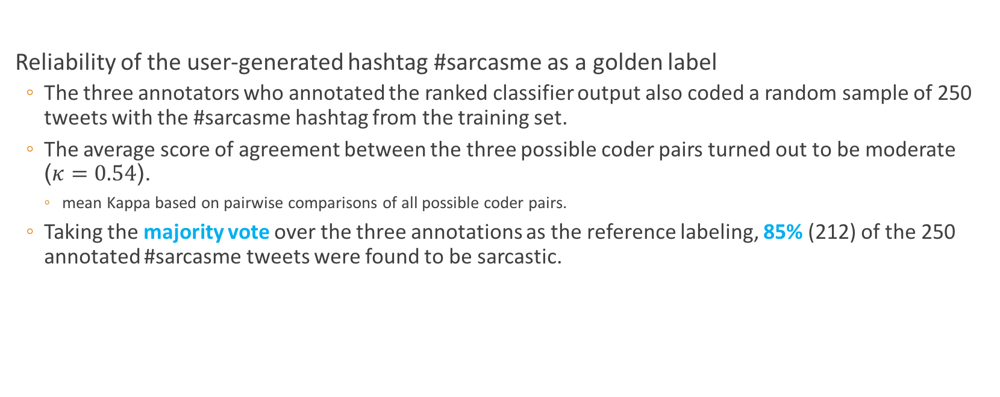 Reliability of the user-generated hashtag #sarcasme as a golden label
◦ The three annotators who annotated the ranked classifier output also coded a random sample of 250
tweets with the #sarcasme hashtag from the training set.
◦ The average score of agreement between the three possible coder pairs turned out to be moderate
(κ = 0.54).
◦ mean Kappa based on pairwise comparisons of all possible coder pairs.
◦ Taking the majority vote over the three annotations as the reference labeling, 85% (212) of the 250
annotated #sarcasme tweets were found to be sarcastic.